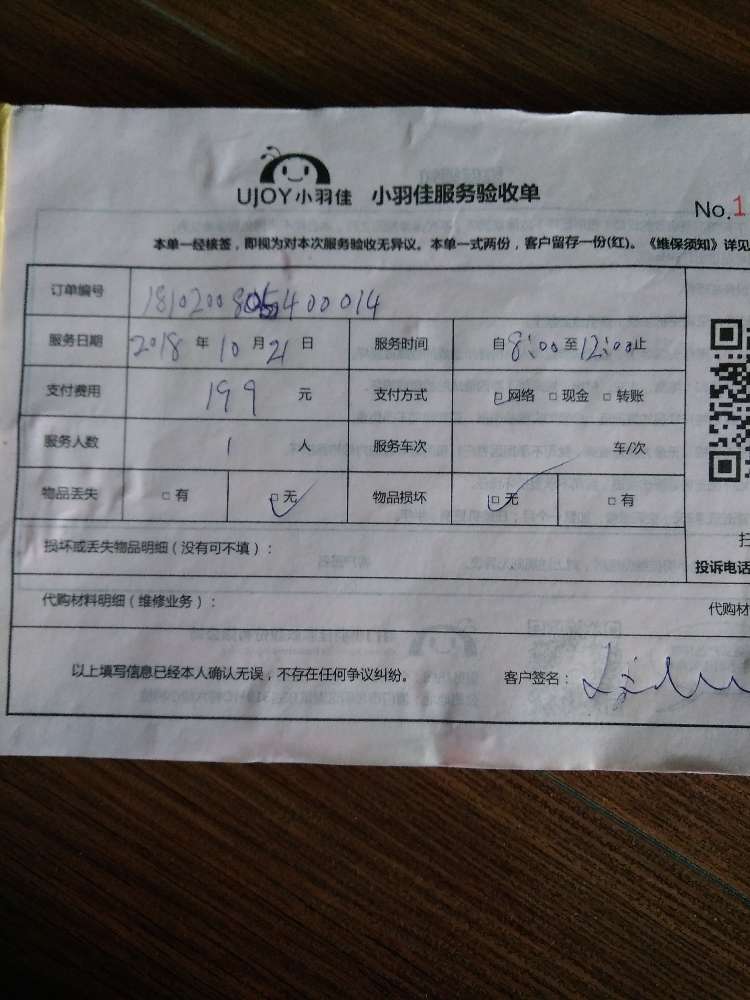 UJOY小羽佳 小羽佳服务验收单
No.1
本单一经核签，即视为对本次服务验收无异议。本单一式两份，客户留存一份(红)。《维保须知》详见
订单编号 181020080５400014
服务日期 2018 年 10 月 21 日 服务时间 自8:00至12:00止
支付费用 199 元 支付方式 □网络 □现金 □转账
服务人数 1 人 服务车次 车/次
物品丢失 □有 □无 物品损坏 □无 □有
损坏或丢失物品明细（没有可不填）：
扫
投诉电话
代购材料明细（维修业务）：
代购材
以上填写信息已经本人确认无误，不存在任何争议纠纷。 客户签名：